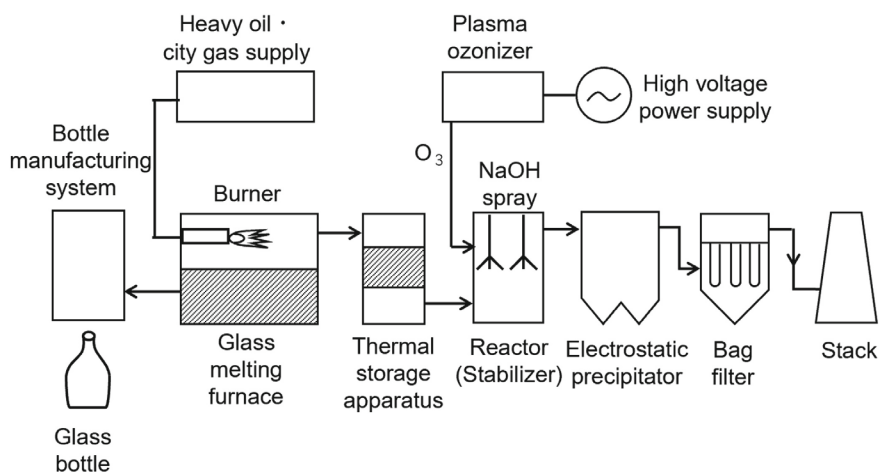 Heavy oil・
city gas supply
Plasma
ozonizer
High voltage
power supply
Bottle
manufacturing
system
Burner
O3
NaOH
spray
Glass
melting
furnace
Thermal
storage
apparatus
Reactor
(Stabilizer)
Electrostatic
precipitator
Bag
filter
Stack
Glass
bottle